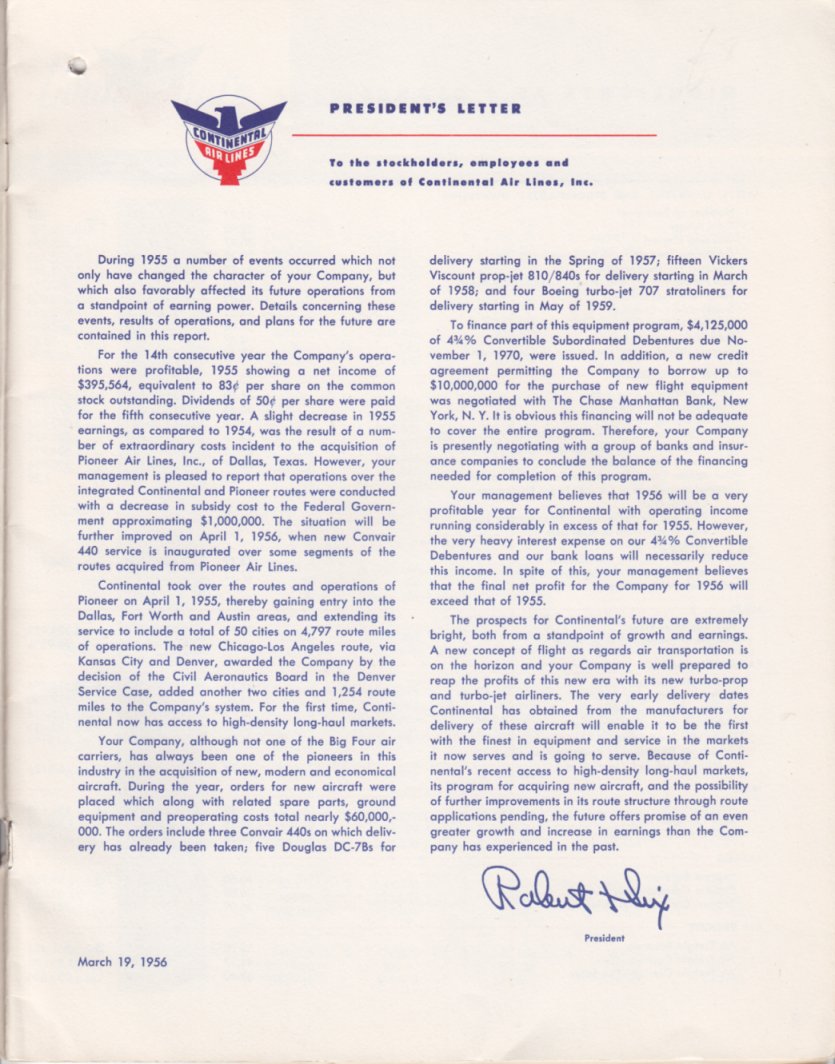 CONTINENTAL
AIR LINES
PRESIDENT'S LETTER
To the stockholders, employees and
customers of Continental Air Lines, Inc.
During 1955 a number of events occurred which not
only have changed the character of your Company, but
which also favorably affected its future operations from
a standpoint of earning power. Details concerning these
events, results of operations, and plans for the future are
contained in this report.
For the 14th consecutive year the Company's opera-
tions were profitable, 1955 showing a net income of
$395,564, equivalent to 83¢ per share on the common
stock outstanding. Dividends of 50¢ per share were paid
for the fifth consecutive year. A slight decrease in 1955
earnings, as compared to 1954, was the result of a num-
ber of extraordinary costs incident to the acquisition of
Pioneer Air Lines, Inc., of Dallas, Texas. However, your
management is pleased to report that operations over the
integrated Continental and Pioneer routes were conducted
with a decrease in subsidy cost to the Federal Govern-
ment approximating $1,000,000. The situation will be
further improved on April 1, 1956, when new Convair
440 service is inaugurated over some segments of the
routes acquired from Pioneer Air Lines.
Continental took over the routes and operations of
Pioneer on April 1, 1955, thereby gaining entry into the
Dallas, Fort Worth and Austin areas, and extending its
service to include a total of 50 cities on 4,797 route miles
of operations. The new Chicago-Los Angeles route, via
Kansas City and Denver, awarded the Company by the
decision of the Civil Aeronautics Board in the Denver
Service Case, added another two cities and 1,254 route
miles to the Company's system. For the first time, Conti-
nental now has access to high-density long-haul markets.
Your Company, although not one of the Big Four air
carriers, has always been one of the pioneers in this
industry in the acquisition of new, modern and economical
aircraft. During the year, orders for new aircraft were
placed which along with related spare parts, ground
equipment and preoperating costs total nearly $60,000,-
000. The orders include three Convair 440s on which deliv-
ery has already been taken; five Douglas DC-7Bs for
delivery starting in the Spring of 1957; fifteen Vickers
Viscount prop-jet 810/840s for delivery starting in March
of 1958; and four Boeing turbo-jet 707 stratoliners for
delivery starting in May of 1959.
To finance part of this equipment program, $4,125,000
of 4¾% Convertible Subordinated Debentures due No-
vember 1, 1970, were issued. In addition, a new credit
agreement permitting the Company to borrow up to
$10,000,000 for the purchase of new flight equipment
was negotiated with The Chase Manhattan Bank, New
York, N. Y. It is obvious this financing will not be adequate
to cover the entire program. Therefore, your Company
is presently negotiating with a group of banks and insur-
ance companies to conclude the balance of the financing
needed for completion of this program.
Your management believes that 1956 will be a very
profitable year for Continental with operating income
running considerably in excess of that for 1955. However,
the very heavy interest expense on our 4¾% Convertible
Debentures and our bank loans will necessarily reduce
this income. In spite of this, your management believes
that the final net profit for the Company for 1956 will
exceed that of 1955.
The prospects for Continental's future are extremely
bright, both from a standpoint of growth and earnings.
A new concept of flight as regards air transportation is
on the horizon and your Company is well prepared to
reap the profits of this new era with its new turbo-prop
and turbo-jet airliners. The very early delivery dates
Continental has obtained from the manufacturers for
delivery of these aircraft will enable it to be the first
with the finest in equipment and service in the markets
it now serves and is going to serve. Because of Conti-
nental's recent access to high-density long-haul markets,
its program for acquiring new aircraft, and the possibility
of further improvements in its route structure through route
applications pending, the future offers promise of an even
greater growth and increase in earnings than the Com-
pany has experienced in the past.
Robert F Six
President
March 19, 1956